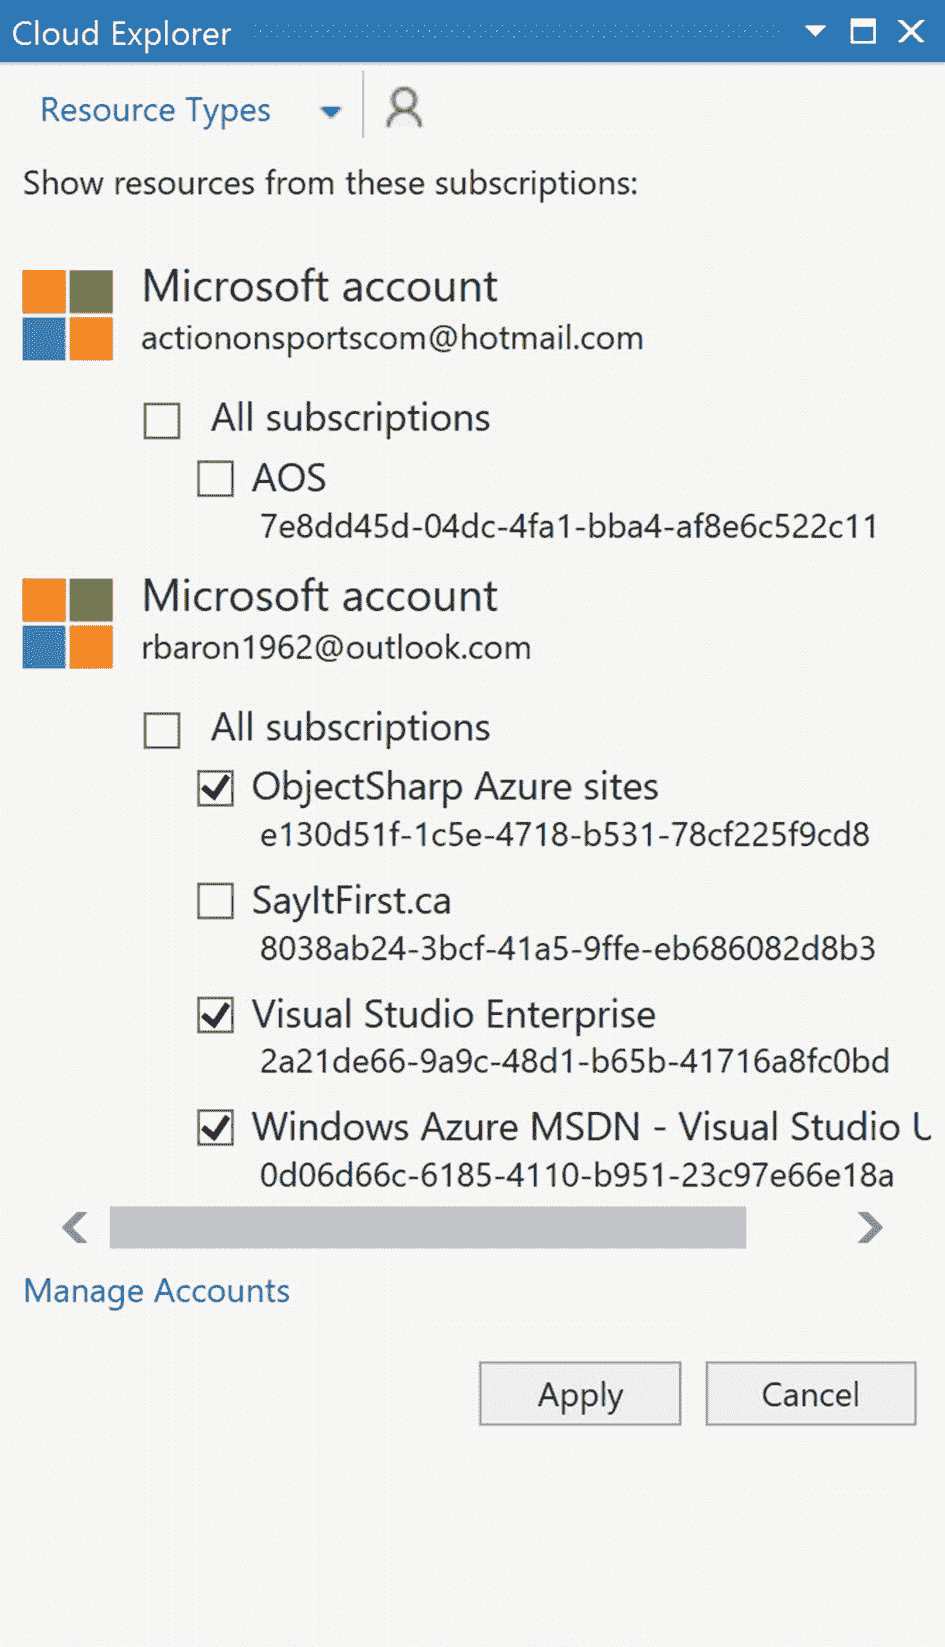 Cloud Explorer
Resource Types
Show resources from these subscriptions:
Microsoft account
actiononsportscom@hotmail.com
All subscriptions
AOS
7e8dd45d-04dc-4fa1-bba4-af8e6c522c11
Microsoft account
rbaron1962@outlook.com
All subscriptions
ObjectSharp Azure sites
e130d51f-1c5e-4718-b531-78cf225f9cd8
SayItFirst.ca
8038ab24-3bcf-41a5-9ffe-eb686082d8b3
Visual Studio Enterprise
2a21de66-9a9c-48d1-b65b-41716a8fc0bd
Windows Azure MSDN - Visual Studio U
0d06d66c-6185-4110-b951-23c97e66e18a
Manage Accounts
Apply Cancel